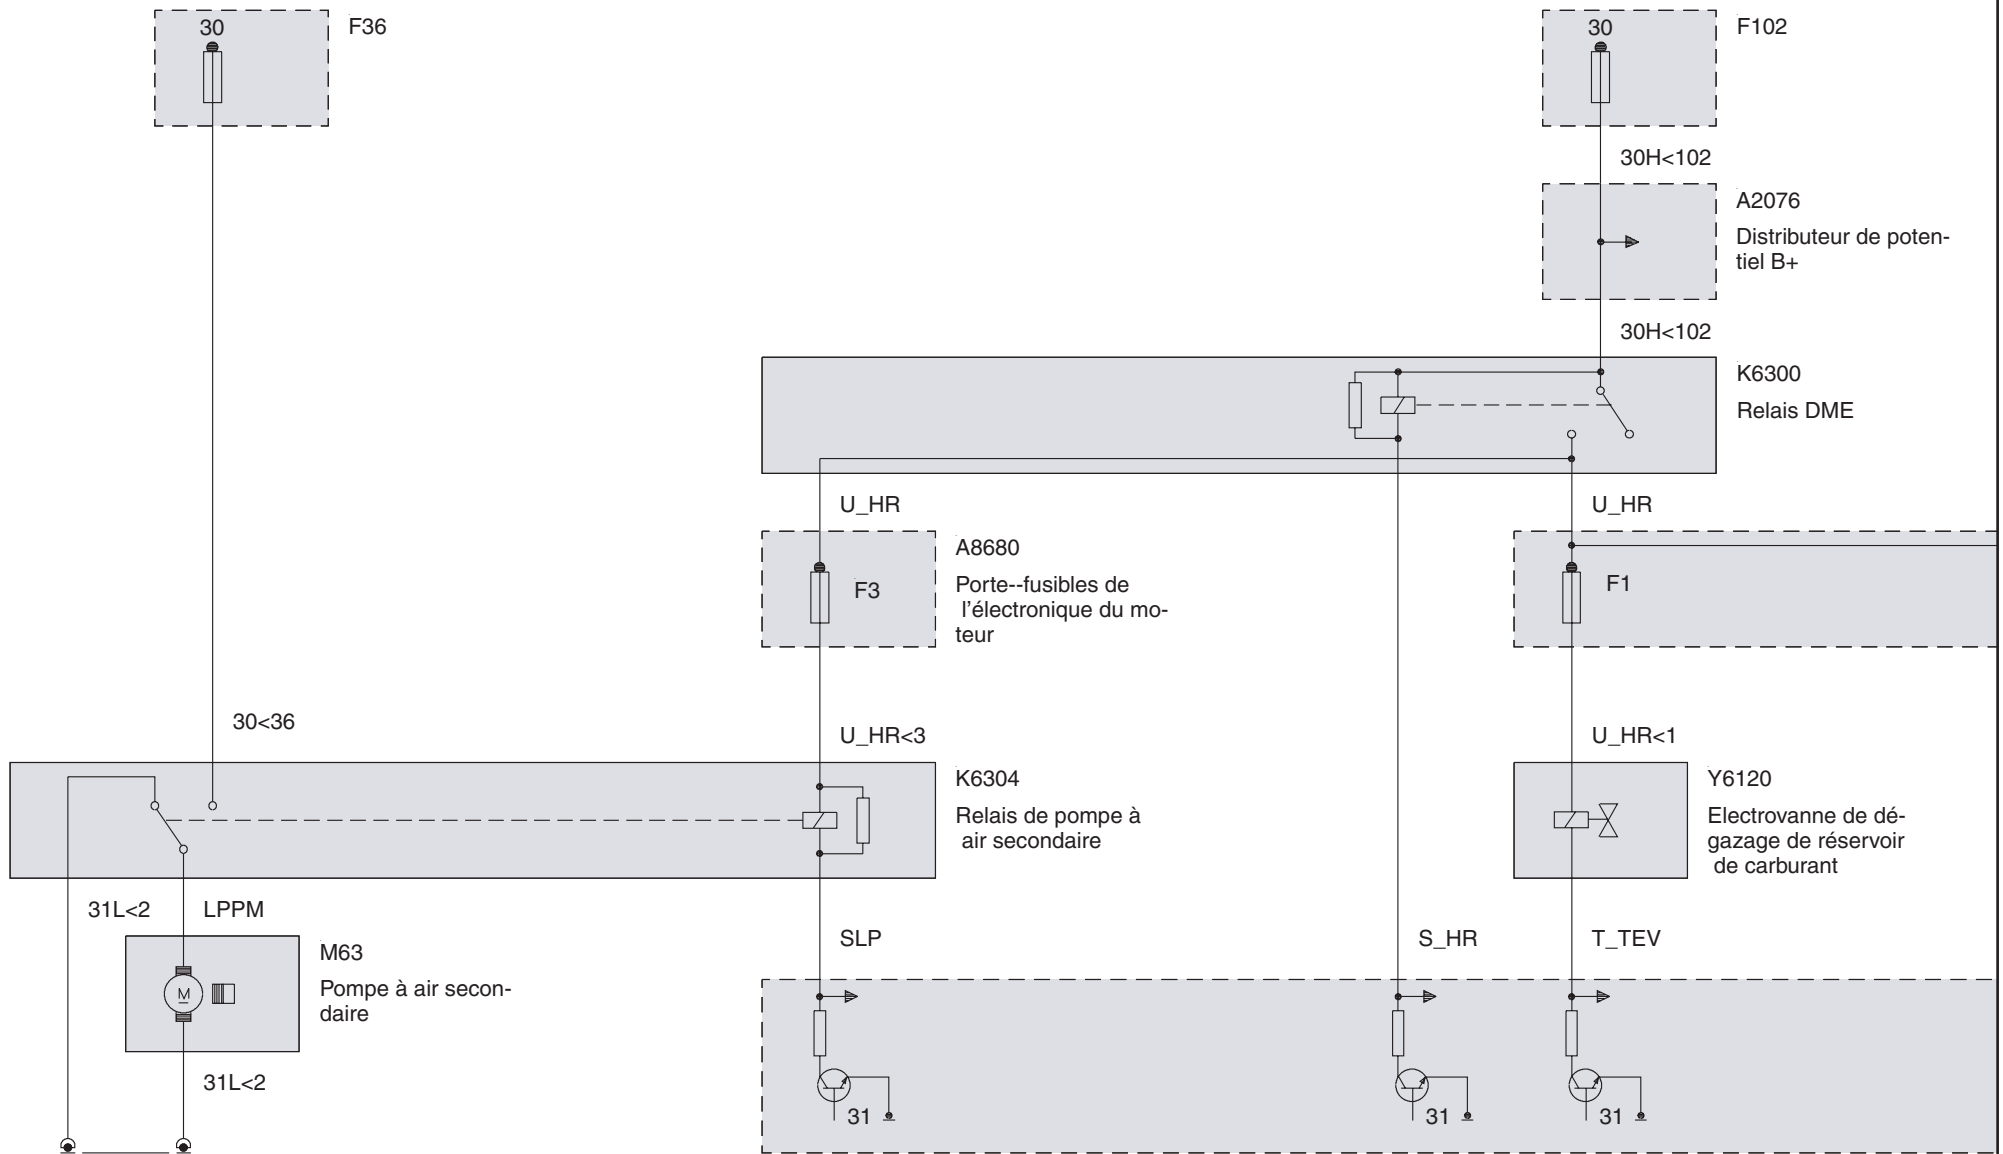 30
F36
30
F102
30H<102
A2076
Distributeur de poten-
tiel B+
30H<102
K6300
Relais DME
U_HR
U_HR
A8680
Porte--fusibles de
l'électronique du mo-
teur
F3
F1
30<36
U_HR<3
U_HR<1
K6304
Relais de pompe à
air secondaire
Y6120
Electrovanne de dé-
gazage de réservoir
de carburant
31L<2
LPPM
SLP
S_HR
T_TEV
M63
Pompe à air secon-
daire
M
31L<2
31
31
31